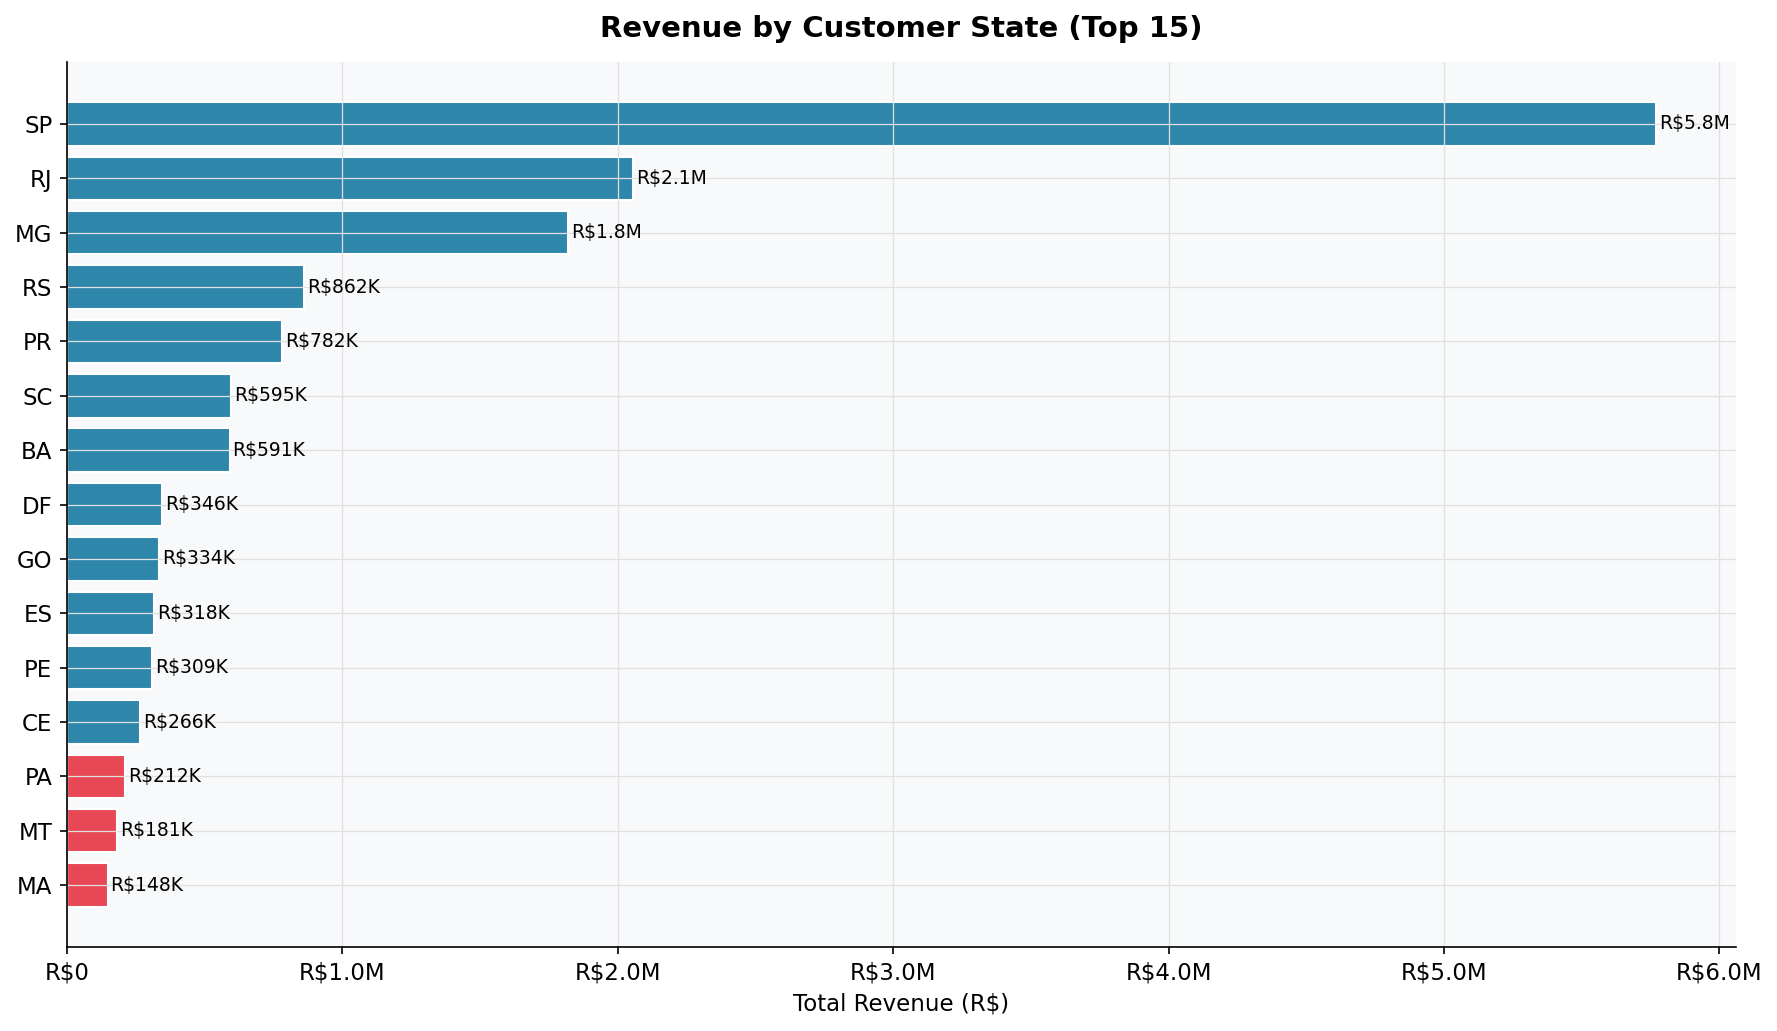 Revenue by Customer State (Top 15)
SP R$5.8M
RJ R$2.1M
MG R$1.8M
RS R$862K
PR R$782K
SC R$595K
BA R$591K
DF R$346K
GO R$334K
ES R$318K
PE R$309K
CE R$266K
PA R$212K
MT R$181K
MA R$148K
R$0 R$1.0M R$2.0M R$3.0M R$4.0M R$5.0M R$6.0M
Total Revenue (R$)